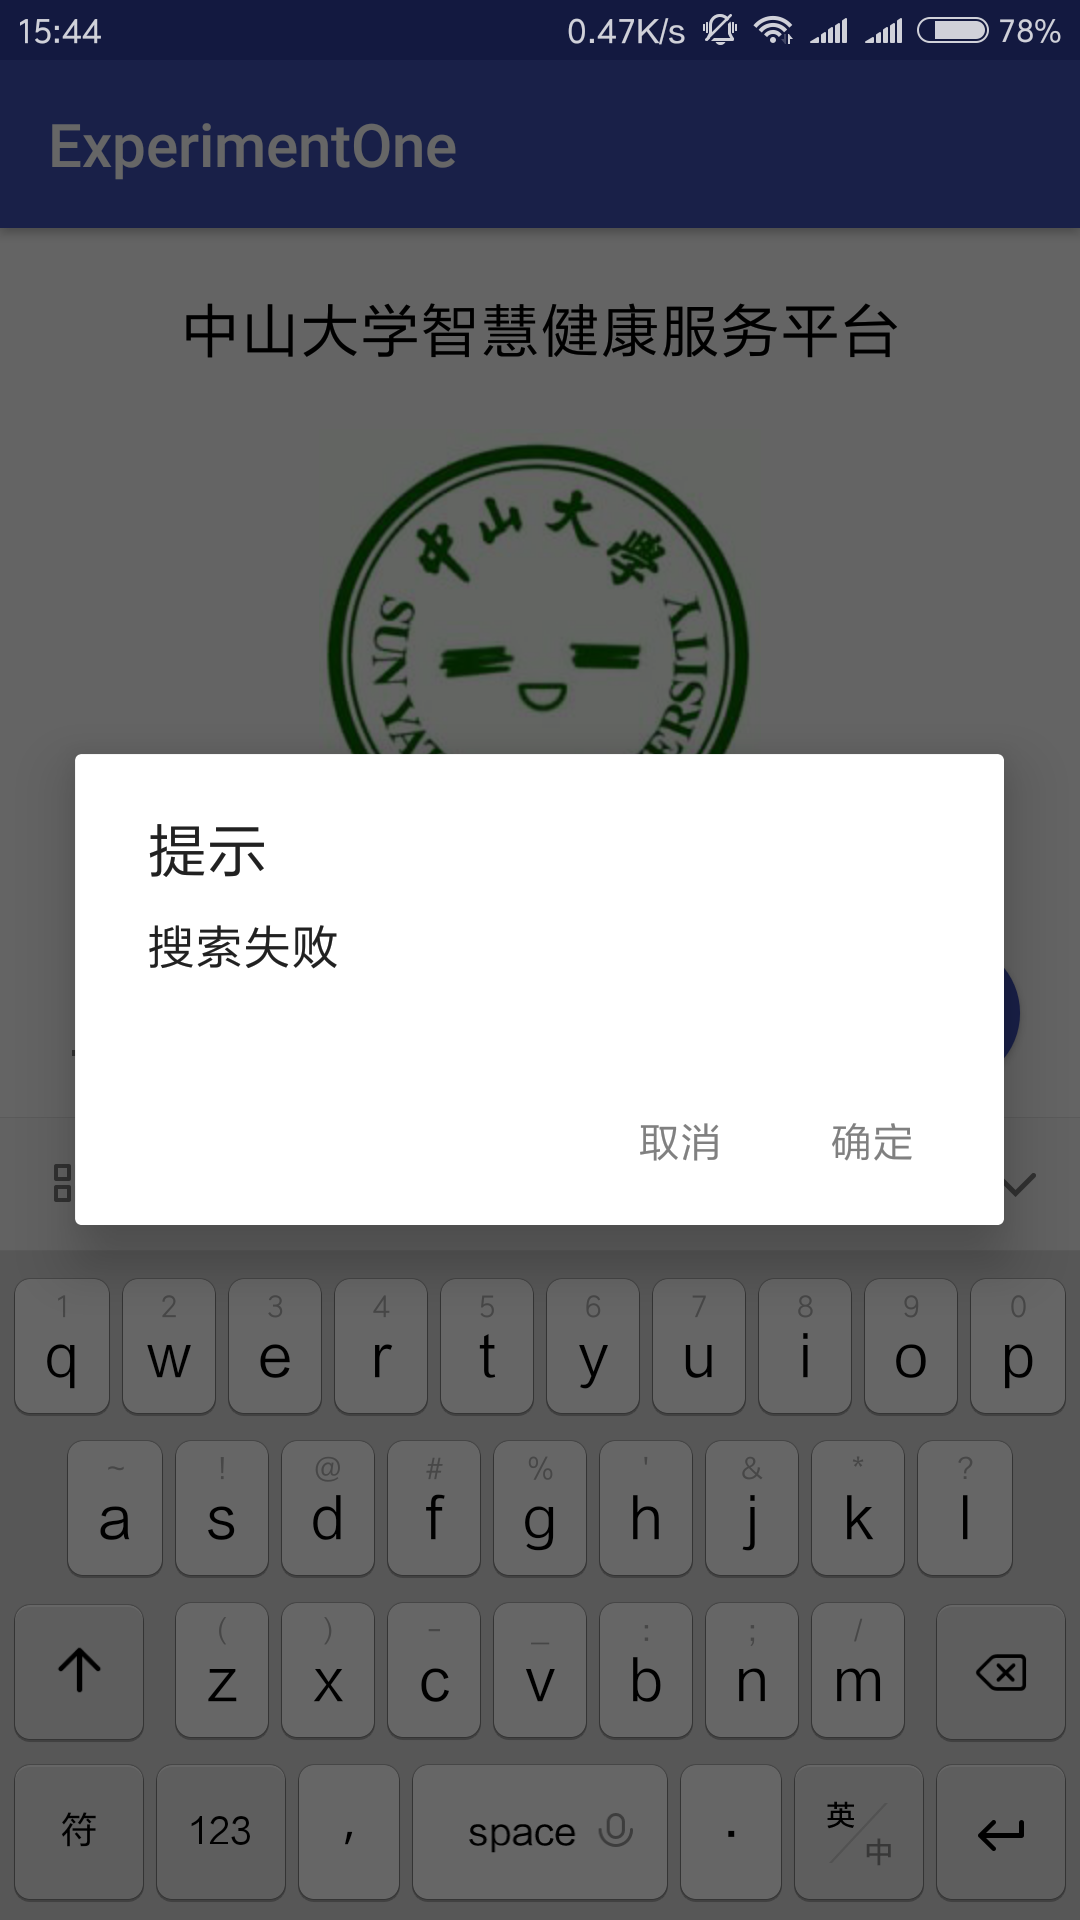 15:44 0.47K/s 78%
ExperimentOne
中山大学智慧健康服务平台
中山大學
SUN YAT ERSITY
提示
搜索失败
取消 确定
1 2 3 4 5 6 7 8 9 0
q w e r t y u i o p
~ ! @ # % ' & * ?
a s d f g h j k l
( ) - _ : ; /
z x c v b n m
符 123 , space . 英/中